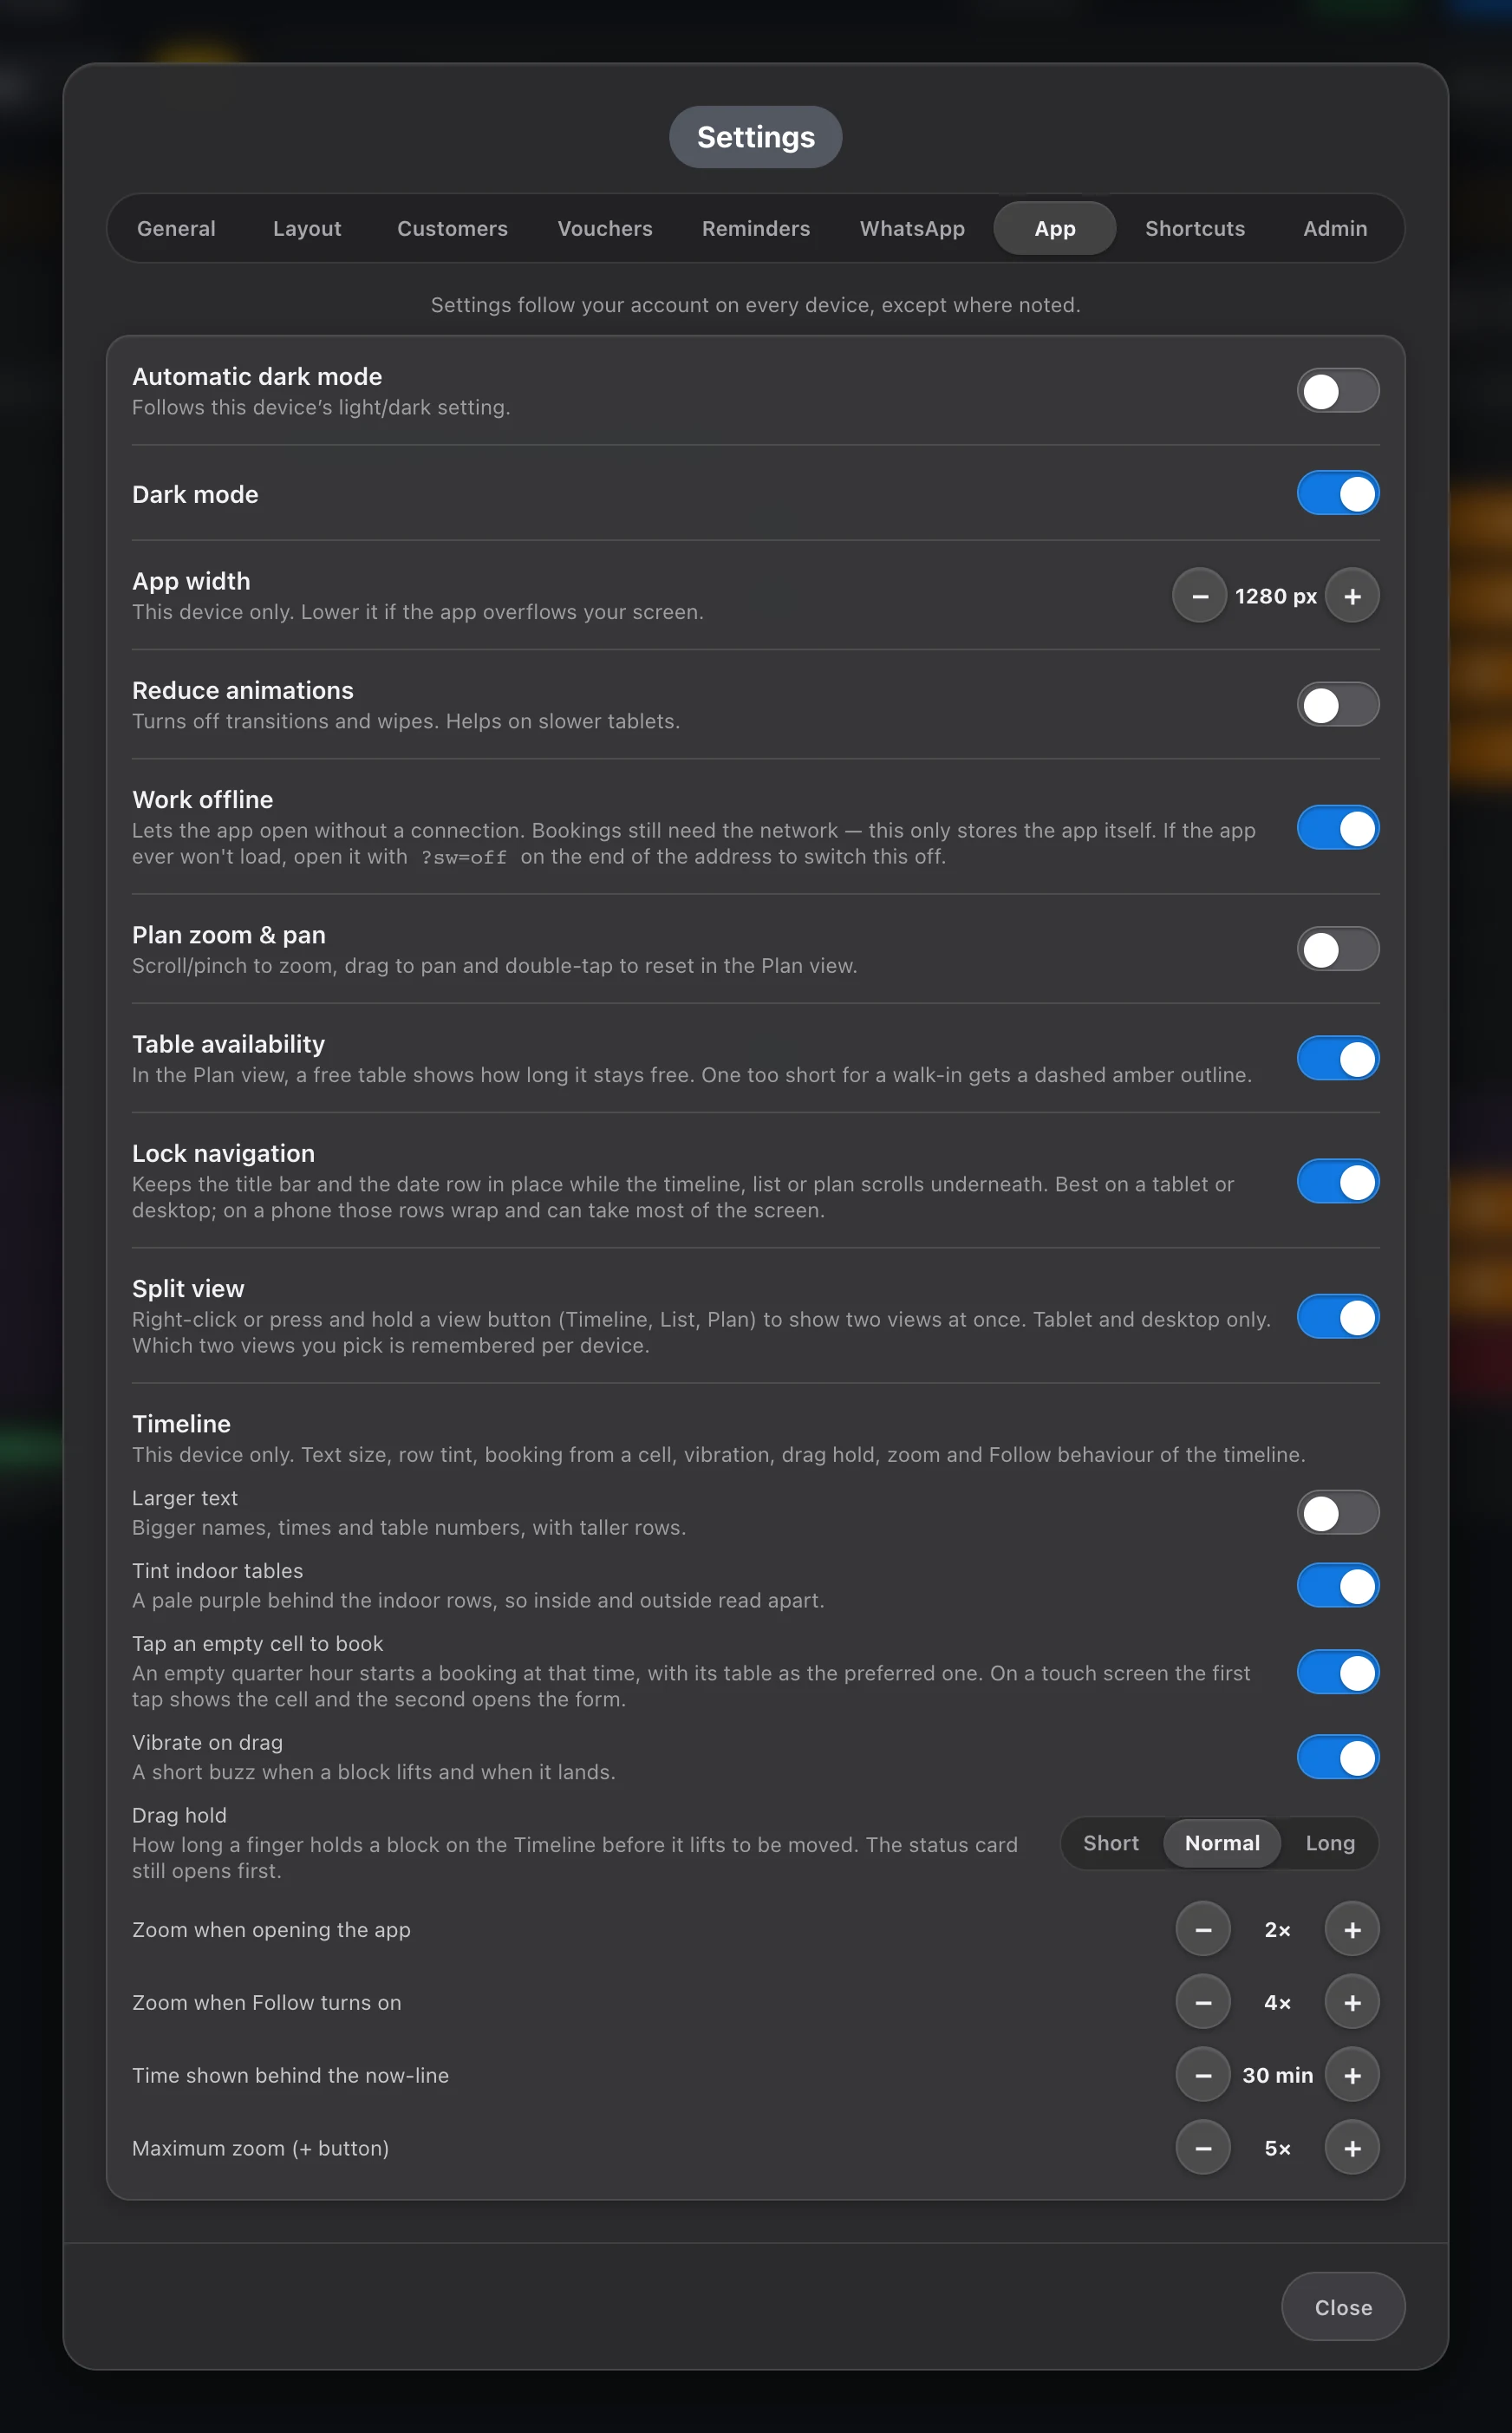 Settings
General
Layout
Customers
Vouchers
Reminders
WhatsApp
App
Shortcuts
Admin
Settings follow your account on every device, except where noted.
Automatic dark mode
Follows this device’s light/dark setting.
Dark mode
App width
This device only. Lower it if the app overflows your screen.
− 1280 px +
Reduce animations
Turns off transitions and wipes. Helps on slower tablets.
Work offline
Lets the app open without a connection. Bookings still need the network — this only stores the app itself. If the app
ever won't load, open it with ?sw=off on the end of the address to switch this off.
Plan zoom & pan
Scroll/pinch to zoom, drag to pan and double-tap to reset in the Plan view.
Table availability
In the Plan view, a free table shows how long it stays free. One too short for a walk-in gets a dashed amber outline.
Lock navigation
Keeps the title bar and the date row in place while the timeline, list or plan scrolls underneath. Best on a tablet or
desktop; on a phone those rows wrap and can take most of the screen.
Split view
Right-click or press and hold a view button (Timeline, List, Plan) to show two views at once. Tablet and desktop only.
Which two views you pick is remembered per device.
Timeline
This device only. Text size, row tint, booking from a cell, vibration, drag hold, zoom and Follow behaviour of the timeline.
Larger text
Bigger names, times and table numbers, with taller rows.
Tint indoor tables
A pale purple behind the indoor rows, so inside and outside read apart.
Tap an empty cell to book
An empty quarter hour starts a booking at that time, with its table as the preferred one. On a touch screen the first
tap shows the cell and the second opens the form.
Vibrate on drag
A short buzz when a block lifts and when it lands.
Drag hold
How long a finger holds a block on the Timeline before it lifts to be moved. The status card
still opens first.
Short
Normal
Long
Zoom when opening the app
− 2× +
Zoom when Follow turns on
− 4× +
Time shown behind the now-line
− 30 min +
Maximum zoom (+ button)
− 5× +
Close